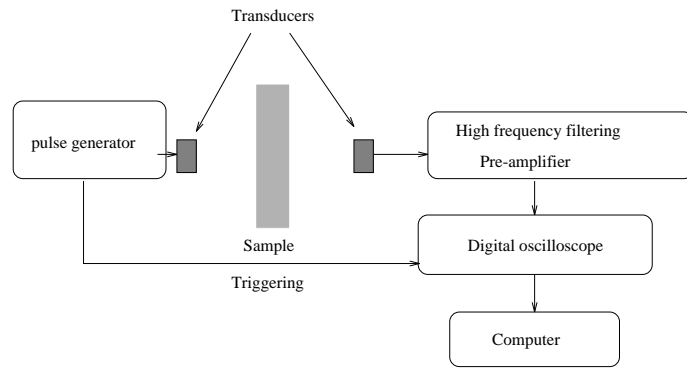 Transducers
pulse generator
High frequency filtering
Pre-amplifier
Sample
Digital oscilloscope
Triggering
Computer